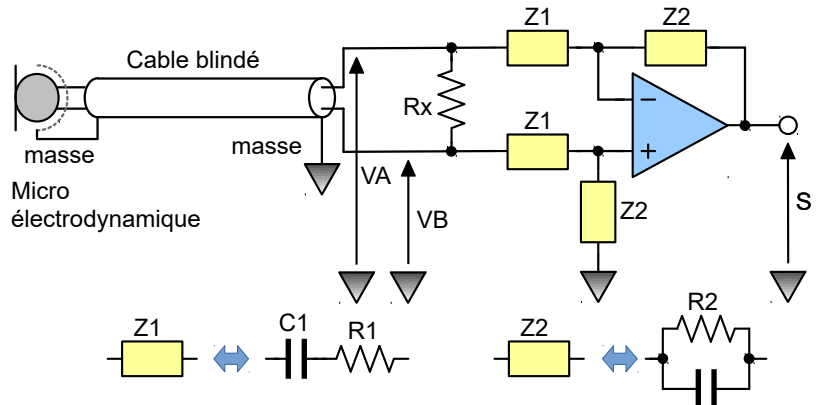 Z1
Z2
Cable blindé
Rx
−
Z1
+
masse
masse
VA
Micro
électrodynamique
VB
Z2
S
Z1
C1
R1
Z2
R2